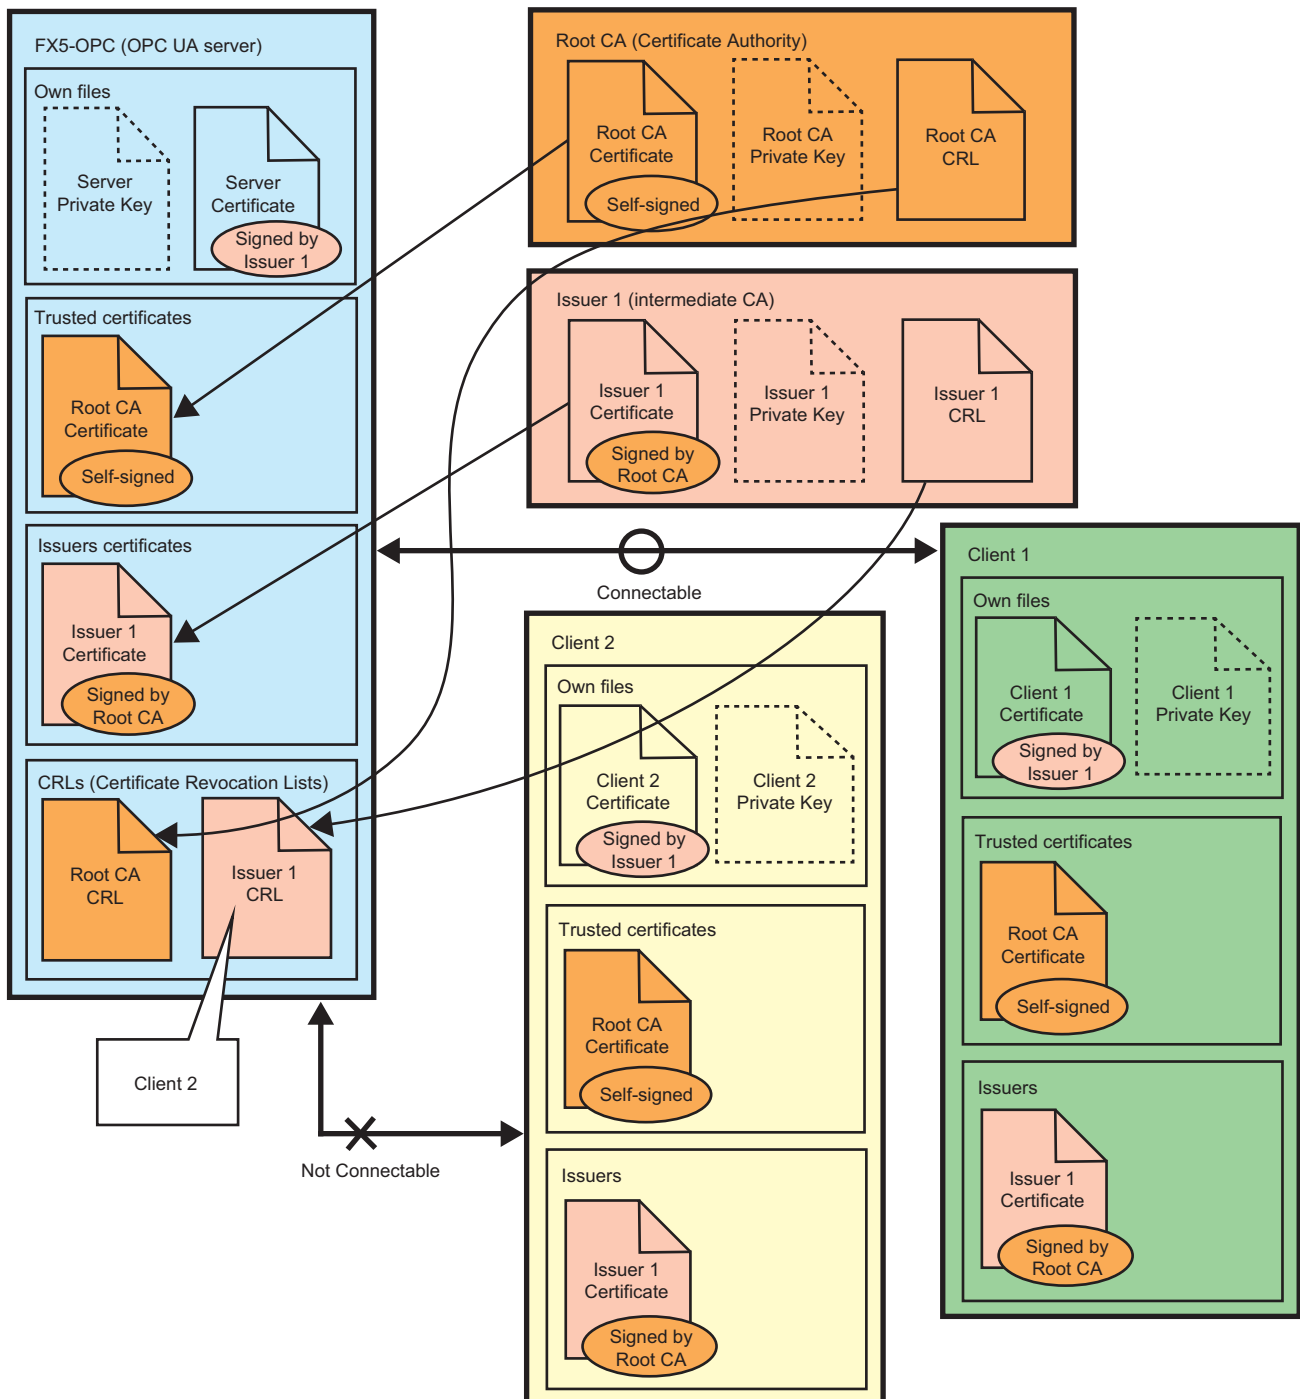 FX5-OPC (OPC UA server)
Own files
Server
Private Key
Server
Certificate
Signed by
Issuer 1
Trusted certificates
Root CA
Certificate
Self-signed
Issuers certificates
Issuer 1
Certificate
Signed by
Root CA
CRLs (Certificate Revocation Lists)
Root CA
CRL
Issuer 1
CRL
Client 2
Root CA (Certificate Authority)
Root CA
Certificate
Self-signed
Root CA
Private Key
Root CA
CRL
Issuer 1 (intermediate CA)
Issuer 1
Certificate
Signed by
Root CA
Issuer 1
Private Key
Issuer 1
CRL
Connectable
Not Connectable
Client 2
Own files
Client 2
Certificate
Signed by
Issuer 1
Client 2
Private Key
Trusted certificates
Root CA
Certificate
Self-signed
Issuers
Issuer 1
Certificate
Signed by
Root CA
Client 1
Own files
Client 1
Certificate
Signed by
Issuer 1
Client 1
Private Key
Trusted certificates
Root CA
Certificate
Self-signed
Issuers
Issuer 1
Certificate
Signed by
Root CA